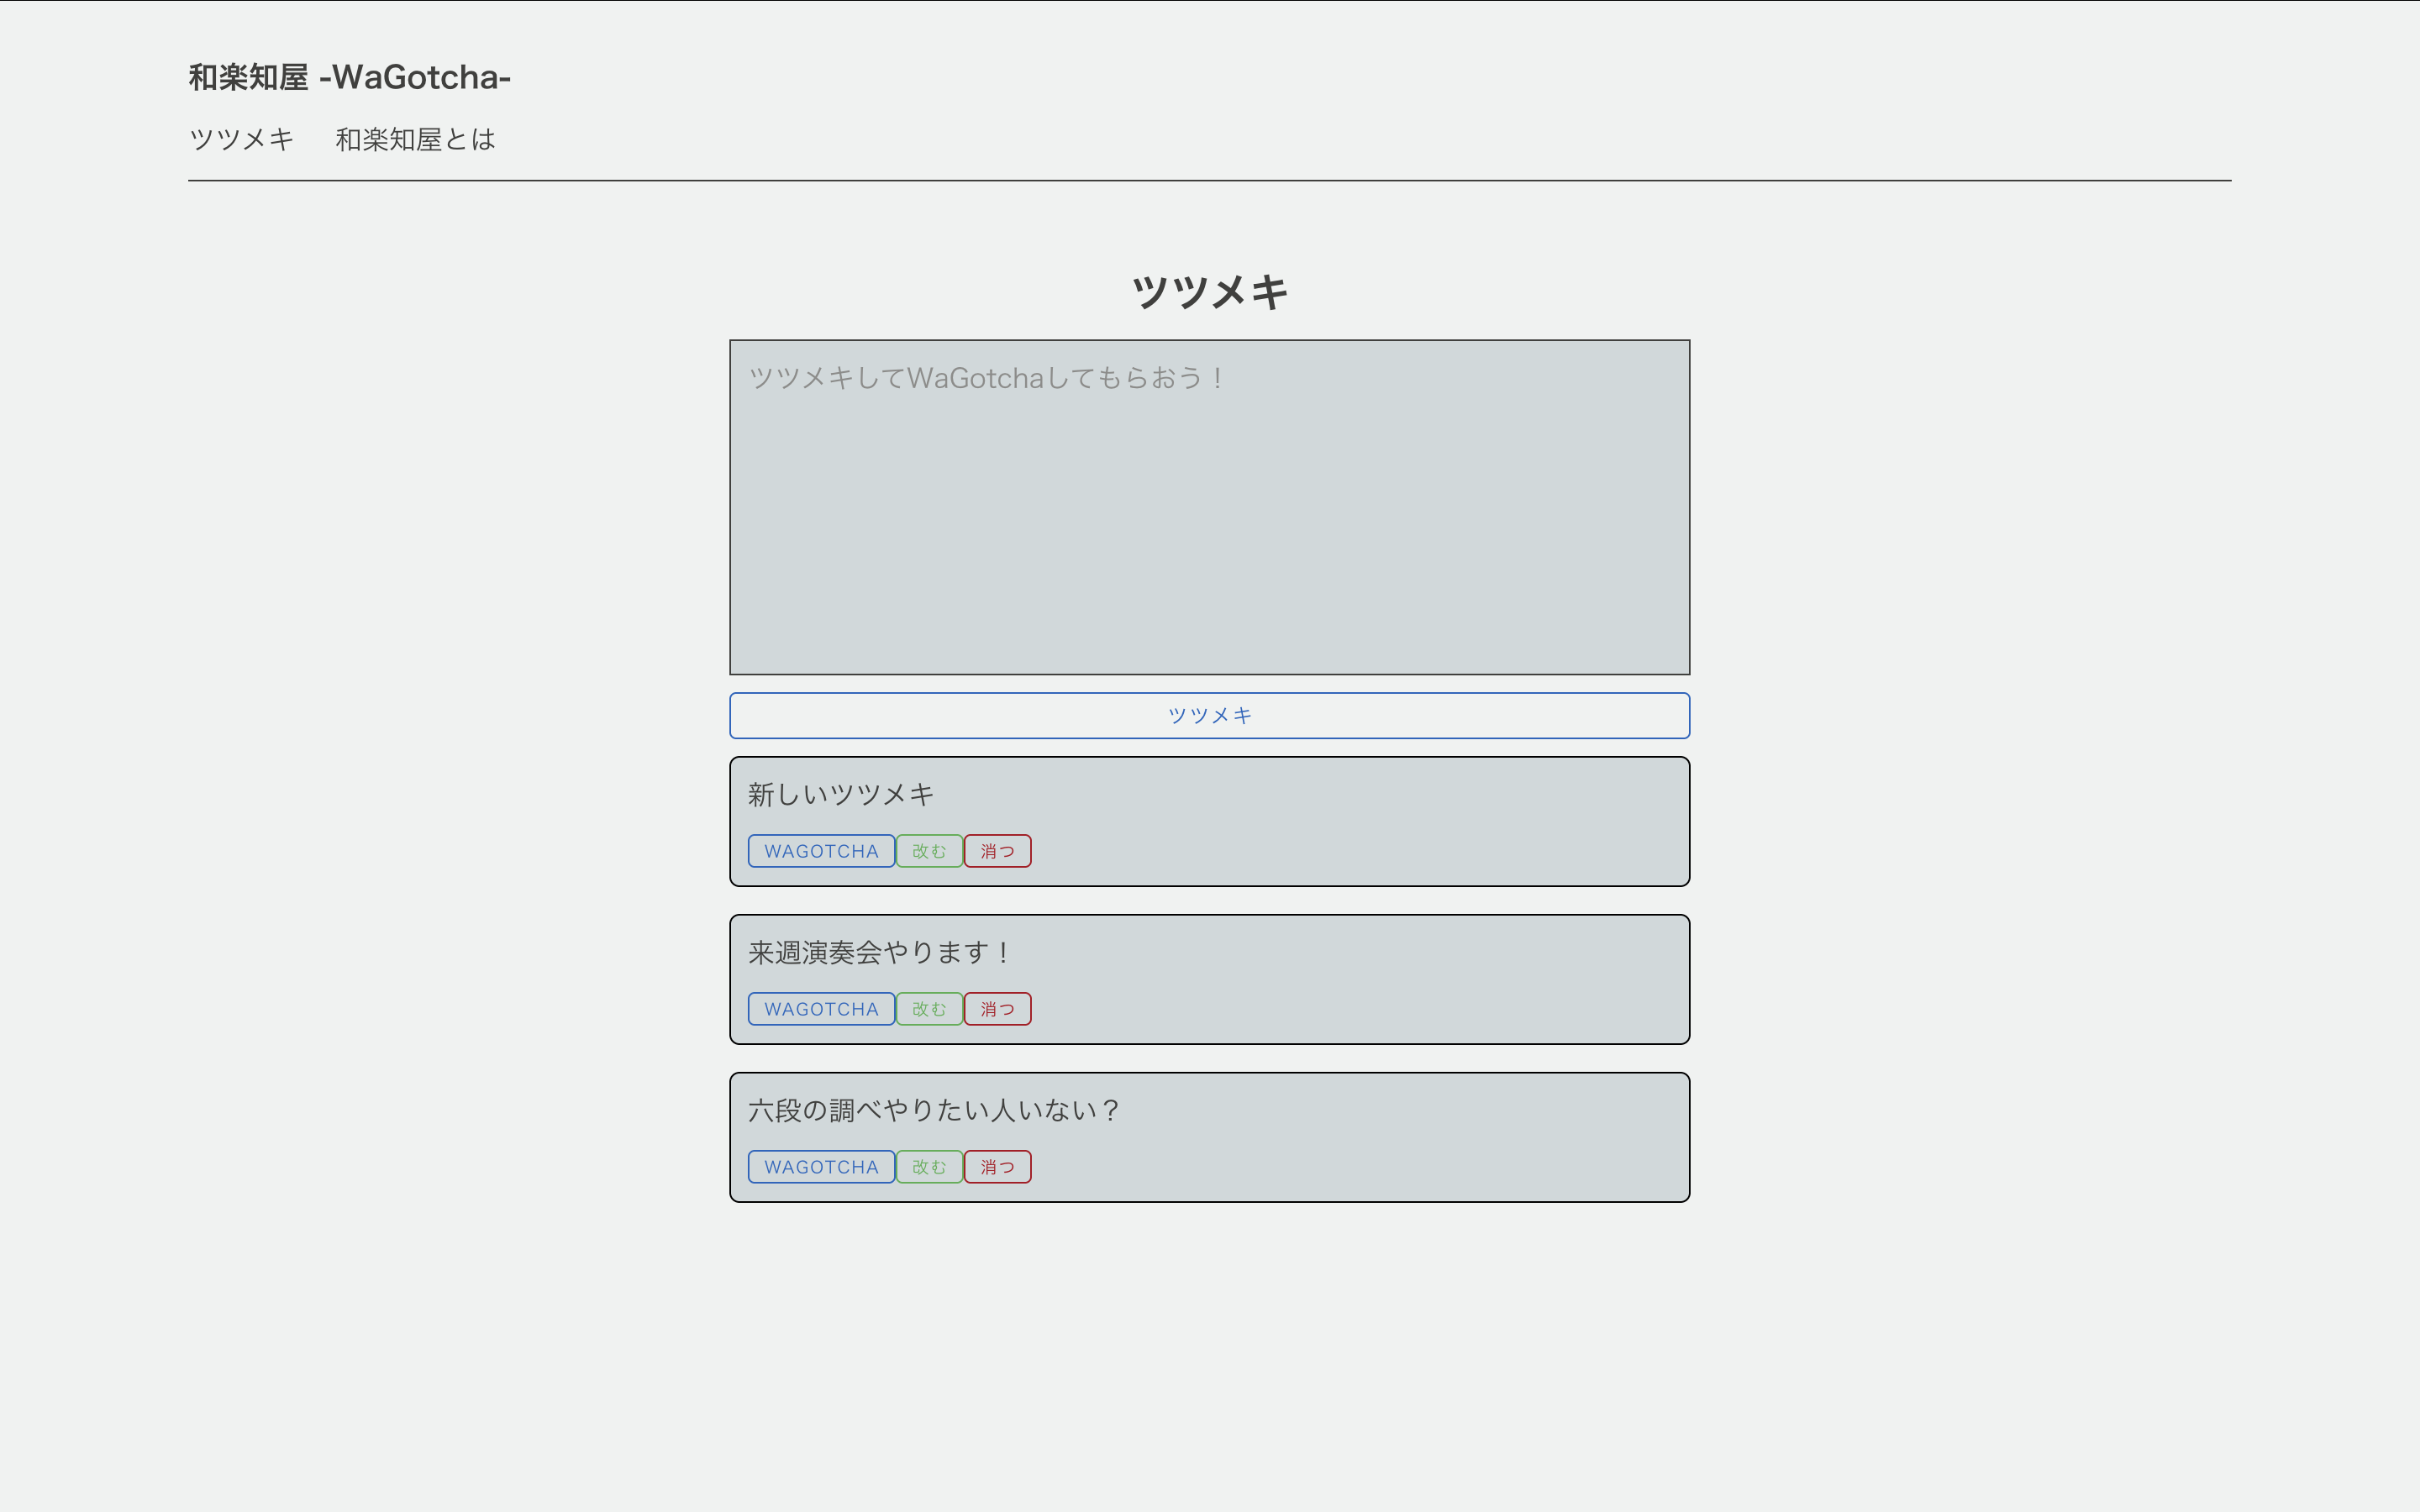 和楽知屋 -WaGotcha-
ツツメキ 和楽知屋とは
ツツメキ
ツツメキしてWaGotchaしてもらおう！
ツツメキ
新しいツツメキ
WAGOTCHA 改む 消つ
来週演奏会やります！
WAGOTCHA 改む 消つ
六段の調べやりたい人いない？
WAGOTCHA 改む 消つ